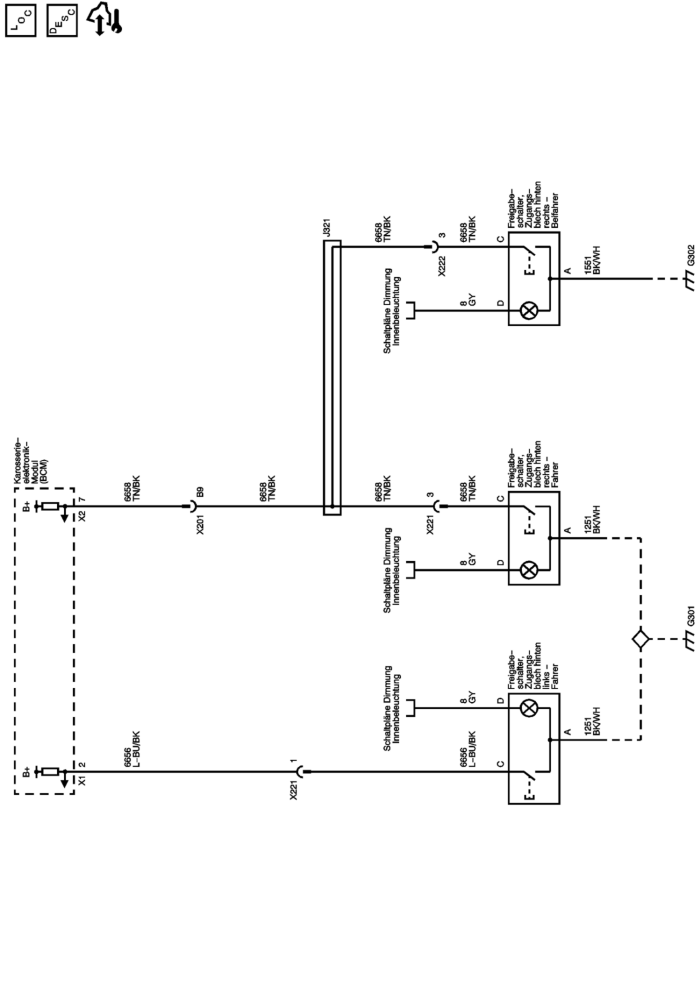 LOC
DESC
Karosserie–
elektronik–
Modul
(BCM)
B+
X1
2
B+
X2
7
6656
L–BU/BK
6658
TN/BK
X201
B9
6658
TN/BK
J321
X221
1
Schaltpläne Dimmung
Innenbeleuchtung
Schaltpläne Dimmung
Innenbeleuchtung
Schaltpläne Dimmung
Innenbeleuchtung
6658
TN/BK
6658
TN/BK
X221
3
X222
3
6656
L–BU/BK
8
GY
8
GY
6658
TN/BK
8
GY
6658
TN/BK
C
D
D
C
D
C
Freigabe–
schalter,
Zugangs–
blech hinten
links –
Fahrer
Freigabe–
schalter,
Zugangs–
blech hinten
rechts –
Fahrer
Freigabe–
schalter,
Zugangs–
blech hinten
rechts –
Beifahrer
A
A
A
1251
BK/WH
1251
BK/WH
1551
BK/WH
G301
G302